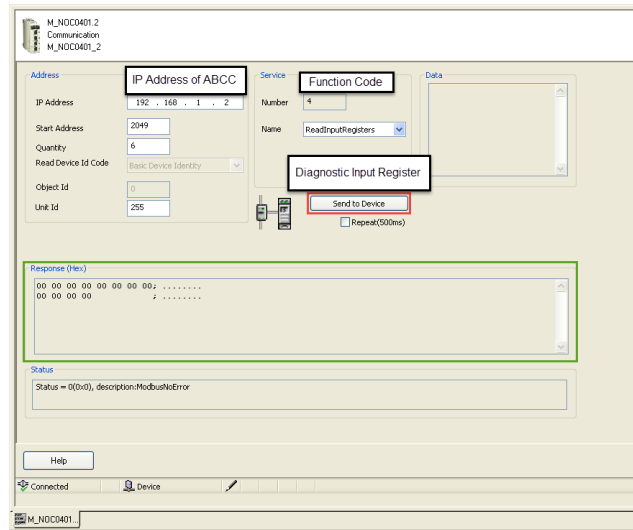 M_NOC0401.2
Communication
M_NOC0401_2
Address
IP Address of ABCC
Service
Function Code
Data
IP Address
192 . 168 . 1 . 2
Number
4
Start Address
2049
Name
ReadInputRegisters
Quantity
6
Read Device Id Code
Basic Device Identity
Diagnostic Input Register
Object Id
0
Unit Id
255
Send to Device
Repeat(500ms)
Response (Hex)
00 00 00 00 00 00 00 00; ........
00 00 00 00 ; ........
Status
Status = 0(0x0), description:ModbusNoError
Help
Connected
Device
M_NOC0401...